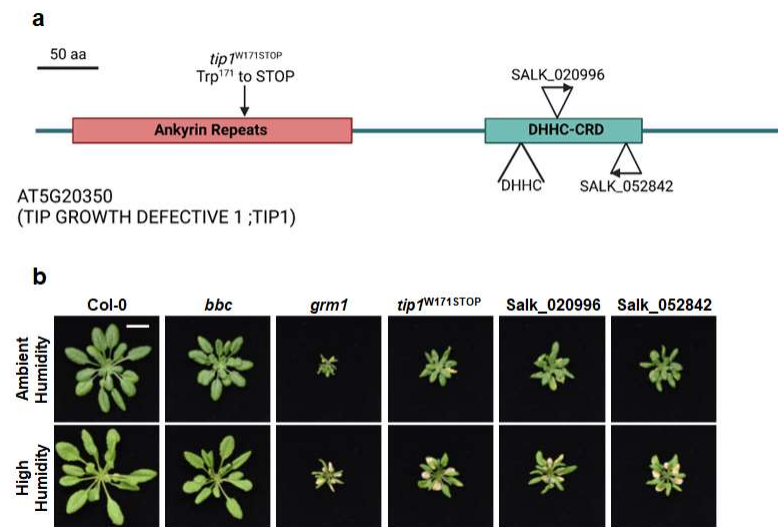 a
50 aa
tip1W171STOP
Trp171 to STOP
SALK_020996
Ankyrin Repeats
DHHC-CRD
DHHC
SALK_052842
AT5G20350
(TIP GROWTH DEFECTIVE 1 ;TIP1)
b
Col-0 bbc grm1 tip1W171STOP Salk_020996 Salk_052842
Ambient
Humidity
High
Humidity